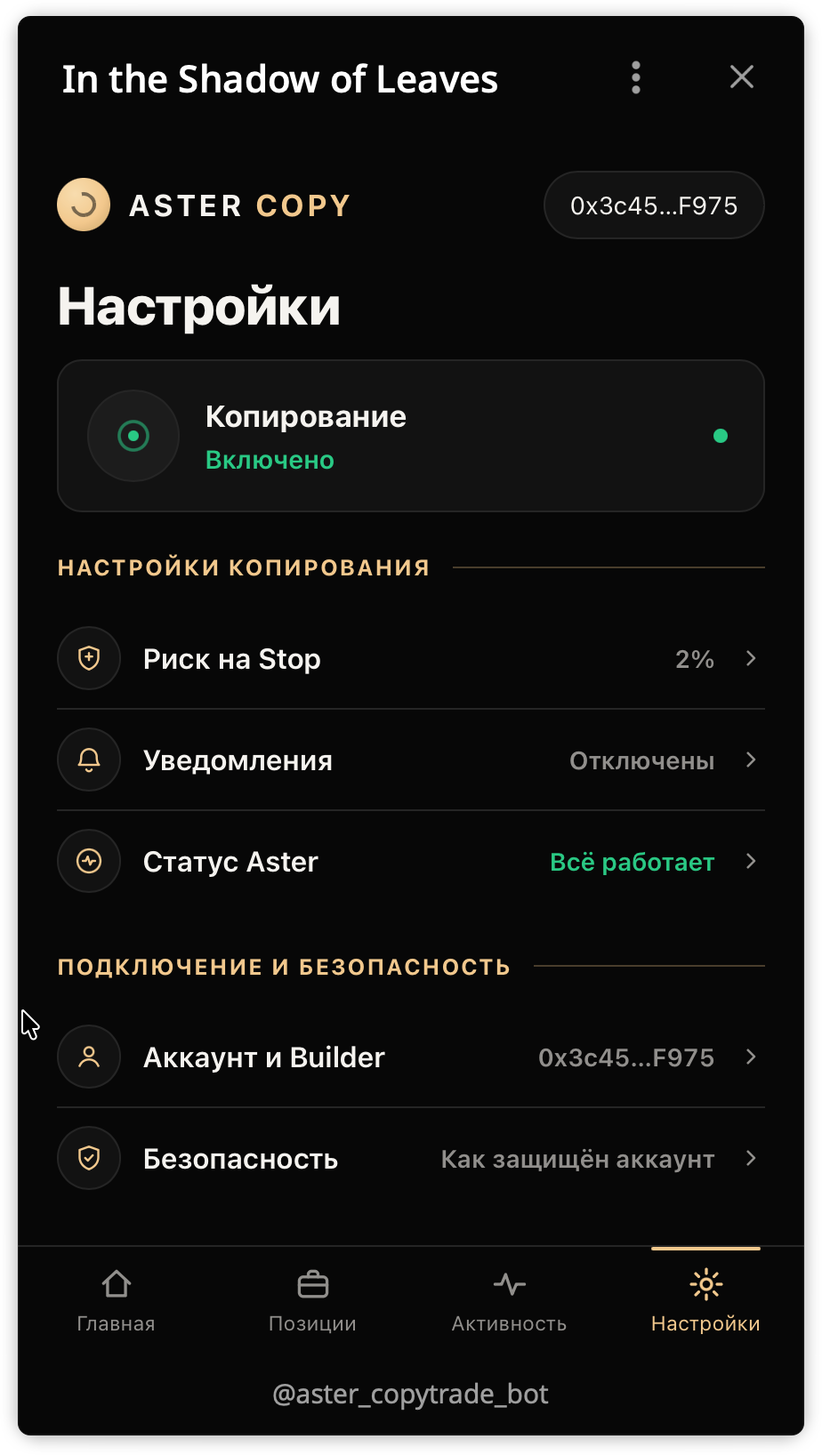 In the Shadow of Leaves
ASTER COPY
0x3c45...F975
Настройки
Копирование
Включено
НАСТРОЙКИ КОПИРОВАНИЯ
Риск на Stop
2%
Уведомления
Отключены
Статус Aster
Всё работает
ПОДКЛЮЧЕНИЕ И БЕЗОПАСНОСТЬ
Аккаунт и Builder
0x3c45...F975
Безопасность
Как защищён аккаунт
Главная
Позиции
Активность
Настройки
@aster_copytrade_bot